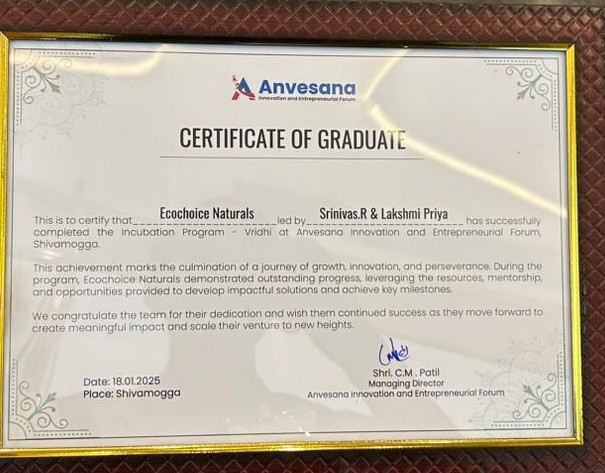 Anvesana
Innovation and Entrepreneurial Forum
CERTIFICATE OF GRADUATE
This is to certify that Ecochoice Naturals led by Srinivas.R & Lakshmi Priya has successfully
completed the Incubation Program - Vridhi at Anvesana Innovation and Entrepreneurial Forum,
Shivamogga.
This achievement marks the culmination of a journey of growth, innovation, and perseverance. During the
program, Ecochoice Naturals demonstrated outstanding progress, leveraging the resources, mentorship,
and opportunities provided to develop impactful solutions and achieve key milestones.
We congratulate the team for their dedication and wish them continued success as they move forward to
create meaningful impact and scale their venture to new heights.
Shri. C.M . Patil
Date: 18.01.2025
Managing Director
Place: Shivamogga
Anvesana Innovation and Entrepreneurial Forum